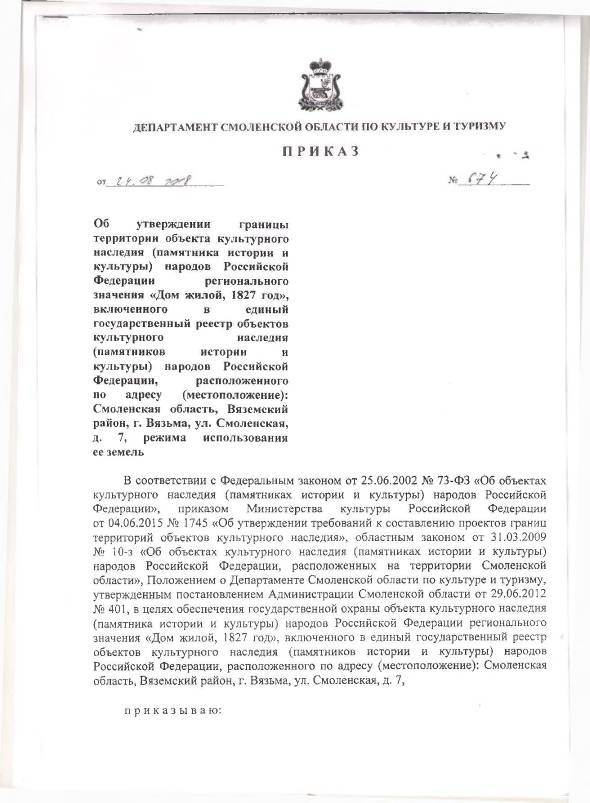 ДЕПАРТАМЕНТ СМОЛЕНСКОЙ ОБЛАСТИ ПО КУЛЬТУРЕ И ТУРИЗМУ
ПРИКАЗ
от 24.08 2018 № 674
Об утверждении границы
территории объекта культурного
наследия (памятника истории и
культуры) народов Российской
Федерации регионального
значения «Дом жилой, 1827 год»,
включенного в единый
государственный реестр объектов
культурного наследия
(памятников истории и
культуры) народов Российской
Федерации, расположенного
по адресу (местоположение):
Смоленская область, Вяземский
район, г. Вязьма, ул. Смоленская,
д. 7, режима использования
ее земель
В соответствии с Федеральным законом от 25.06.2002 № 73-ФЗ «Об объектах
культурного наследия (памятниках истории и культуры) народов Российской
Федерации», приказом Министерства культуры Российской Федерации
от 04.06.2015 № 1745 «Об утверждении требований к составлению проектов границ
территорий объектов культурного наследия», областным законом от 31.03.2009
№ 10-з «Об объектах культурного наследия (памятниках истории и культуры)
народов Российской Федерации, расположенных на территории Смоленской
области», Положением о Департаменте Смоленской области по культуре и туризму,
утвержденным постановлением Администрации Смоленской области от 29.06.2012
№ 401, в целях обеспечения государственной охраны объекта культурного наследия
(памятника истории и культуры) народов Российской Федерации регионального
значения «Дом жилой, 1827 год», включенного в единый государственный реестр
объектов культурного наследия (памятников истории и культуры) народов
Российской Федерации, расположенного по адресу (местоположение): Смоленская
область, Вяземский район, г. Вязьма, ул. Смоленская, д. 7,
приказываю: